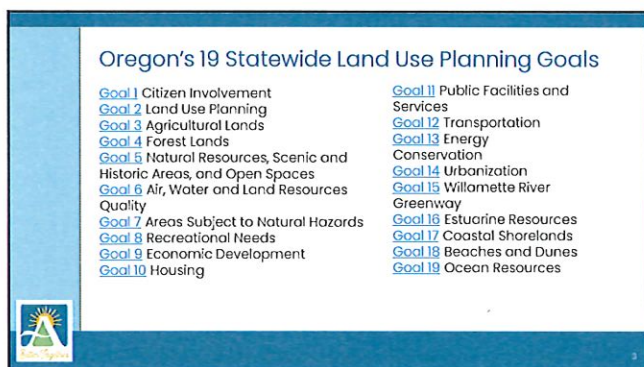 Oregon's 19 Statewide Land Use Planning Goals
Goal 1 Citizen Involvement
Goal 2 Land Use Planning
Goal 3 Agricultural Lands
Goal 4 Forest Lands
Goal 5 Natural Resources, Scenic and
Historic Areas, and Open Spaces
Goal 6 Air, Water and Land Resources
Quality
Goal 7 Areas Subject to Natural Hazards
Goal 8 Recreational Needs
Goal 9 Economic Development
Goal 10 Housing
Goal 11 Public Facilities and
Services
Goal 12 Transportation
Goal 13 Energy
Conservation
Goal 14 Urbanization
Goal 15 Willamette River
Greenway
Goal 16 Estuarine Resources
Goal 17 Coastal Shorelands
Goal 18 Beaches and Dunes
Goal 19 Ocean Resources
A
3